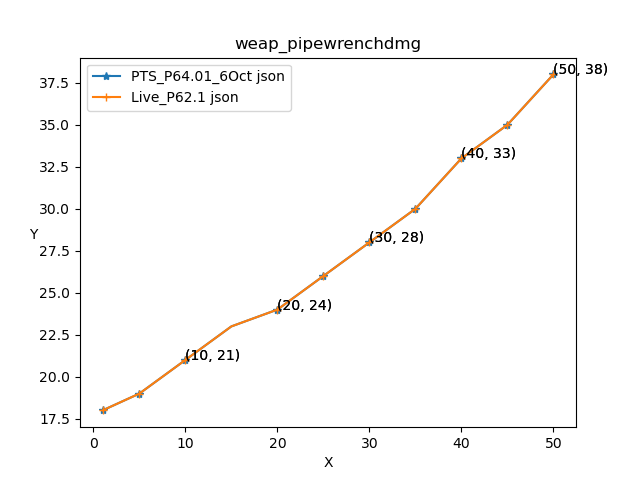 weap_pipewrenchdmg
PTS_P64.01_6Oct json
Live_P62.1 json
(50, 38)
(40, 33)
(30, 28)
(20, 24)
(10, 21)
37.5
35.0
32.5
30.0
27.5
25.0
22.5
20.0
17.5
Y
0 10 20 30 40 50
X